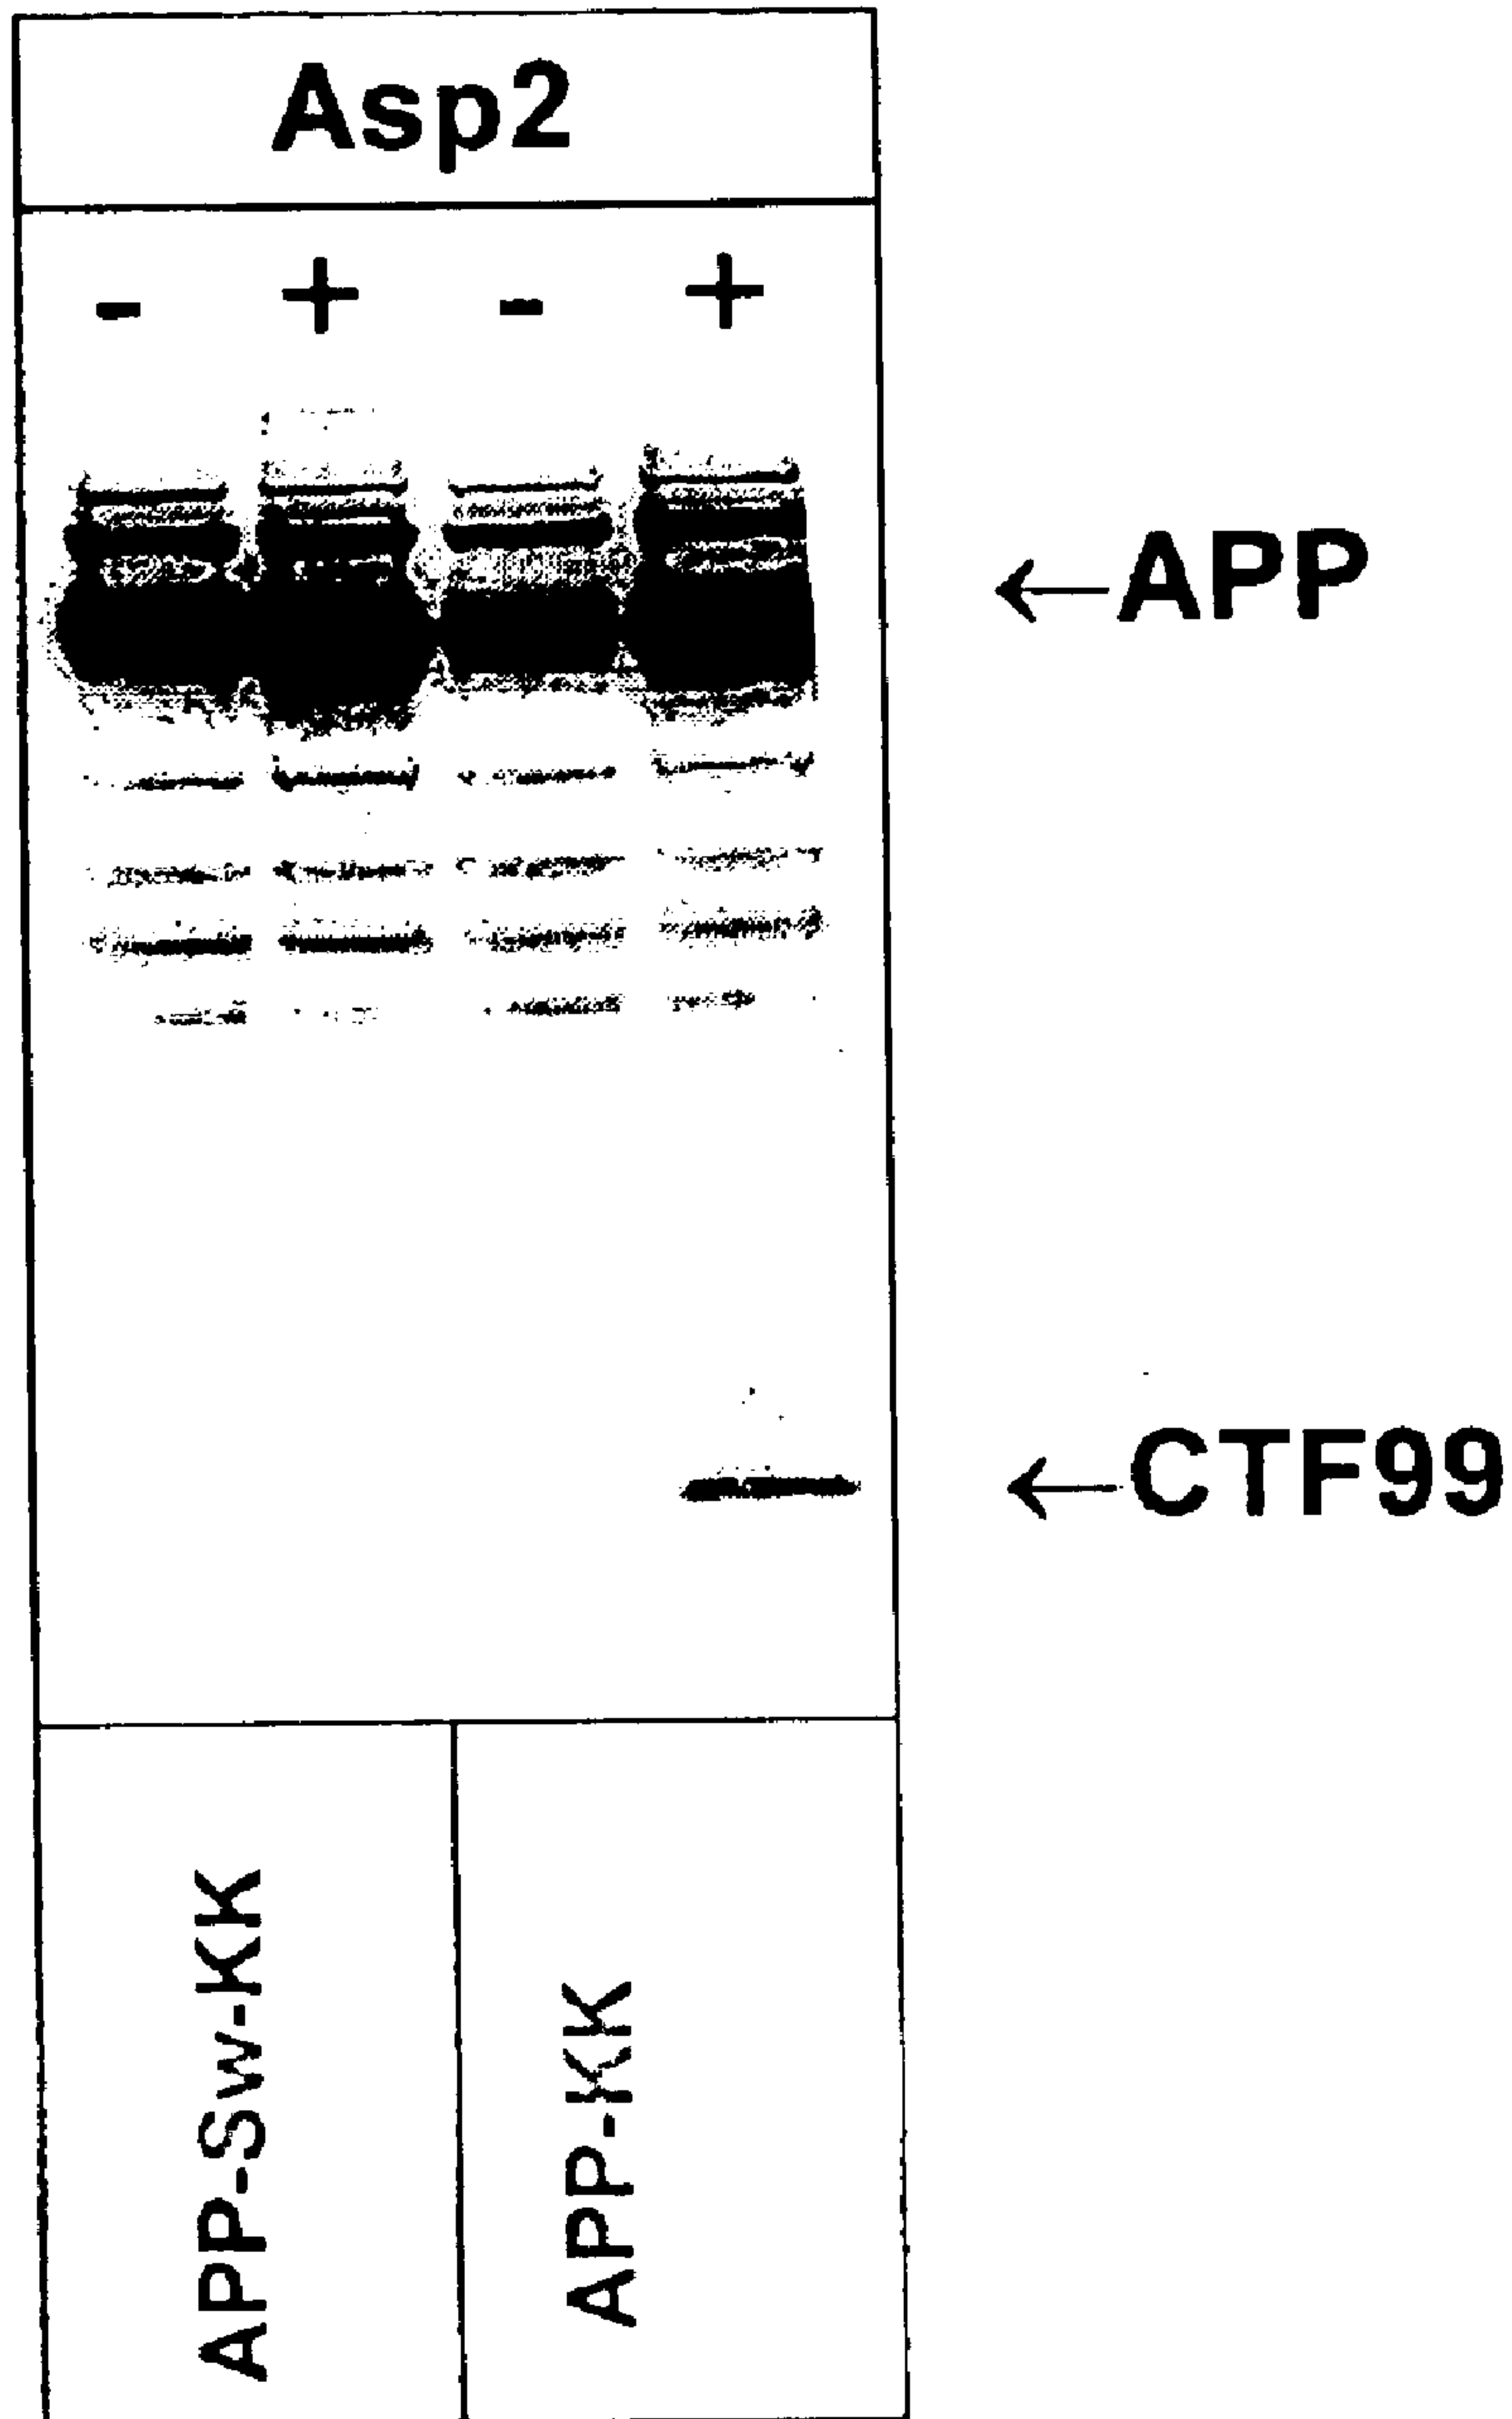 Asp2
- + - +
←APP
←CTF99
APP-Sw-KK
APP-KK